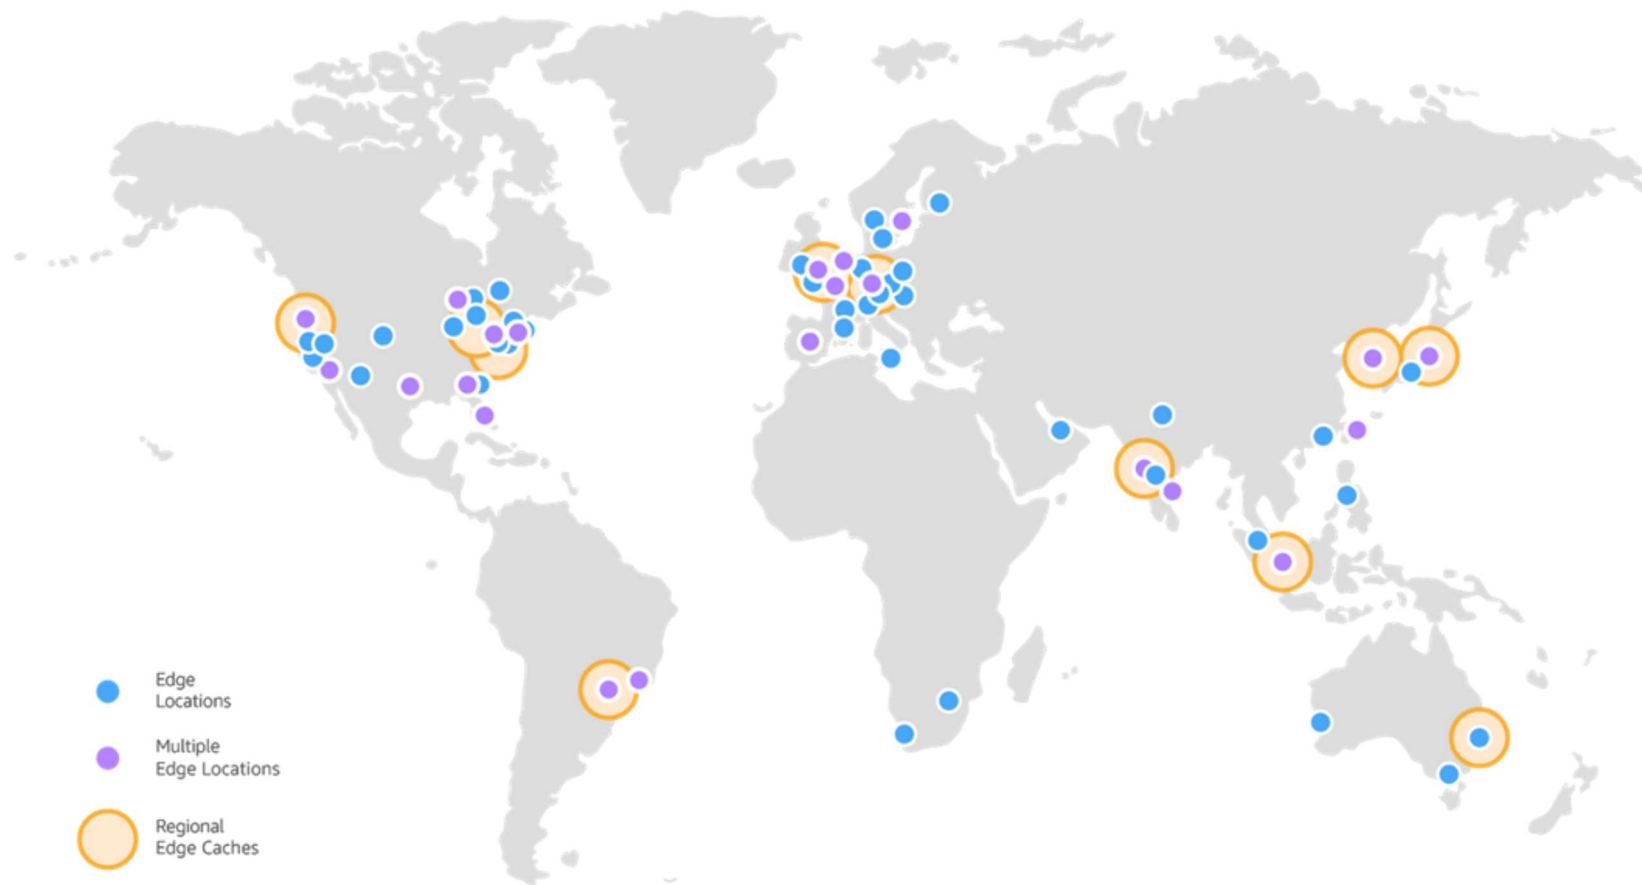 Edge
Locations
Multiple
Edge Locations
Regional
Edge Caches